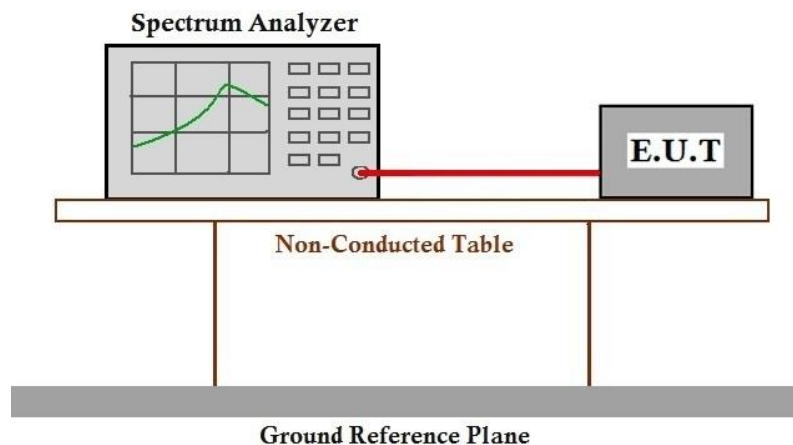 Spectrum Analyzer
E.U.T
Non-Conducted Table
Ground Reference Plane